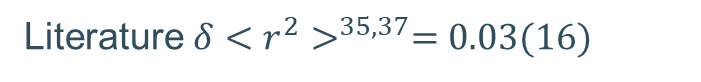 Literature δ < r² >³⁵,³⁷= 0.03(16)